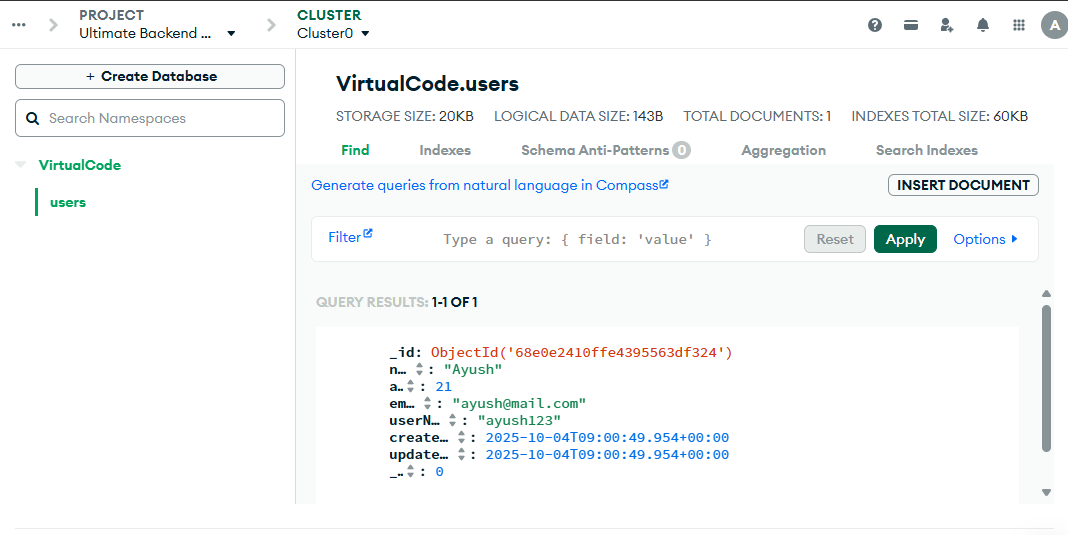 PROJECT
Ultimate Backend ...
CLUSTER
Cluster0
A
+ Create Database
Search Namespaces
VirtualCode
users
VirtualCode.users
STORAGE SIZE: 20KB LOGICAL DATA SIZE: 143B TOTAL DOCUMENTS: 1 INDEXES TOTAL SIZE: 60KB
Find Indexes Schema Anti-Patterns 0 Aggregation Search Indexes
Generate queries from natural language in Compass
INSERT DOCUMENT
Filter Type a query: { field: 'value' } Reset Apply Options
QUERY RESULTS: 1-1 OF 1
_id: ObjectId('68e0e2410ffe4395563df324')
n… : "Ayush"
a… : 21
em… : "ayush@mail.com"
userN… : "ayush123"
create… : 2025-10-04T09:00:49.954+00:00
update… : 2025-10-04T09:00:49.954+00:00
_… : 0